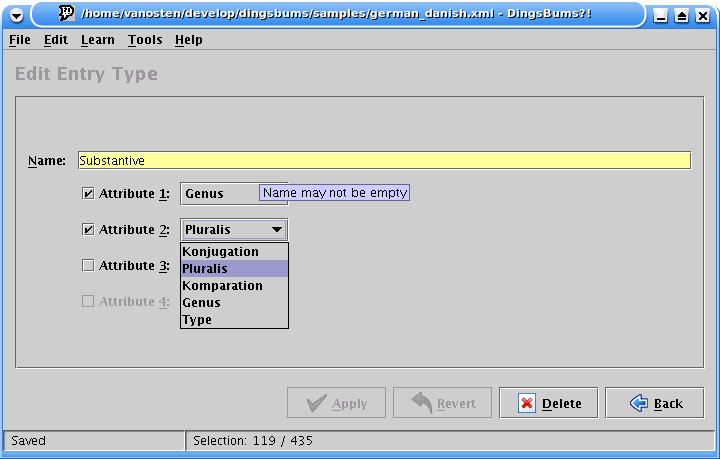 /home/vanosten/develop/dingsbums/samples/german_danish.xml - DingsBums?!
File Edit Learn Tools Help
Edit Entry Type
Name: Substantive
Attribute 1: Genus Name may not be empty
Attribute 2: Pluralis
Konjugation
Pluralis
Attribute 3:
Komparation
Genus
Attribute 4:
Type
Apply Revert Delete Back
Saved Selection: 119 / 435